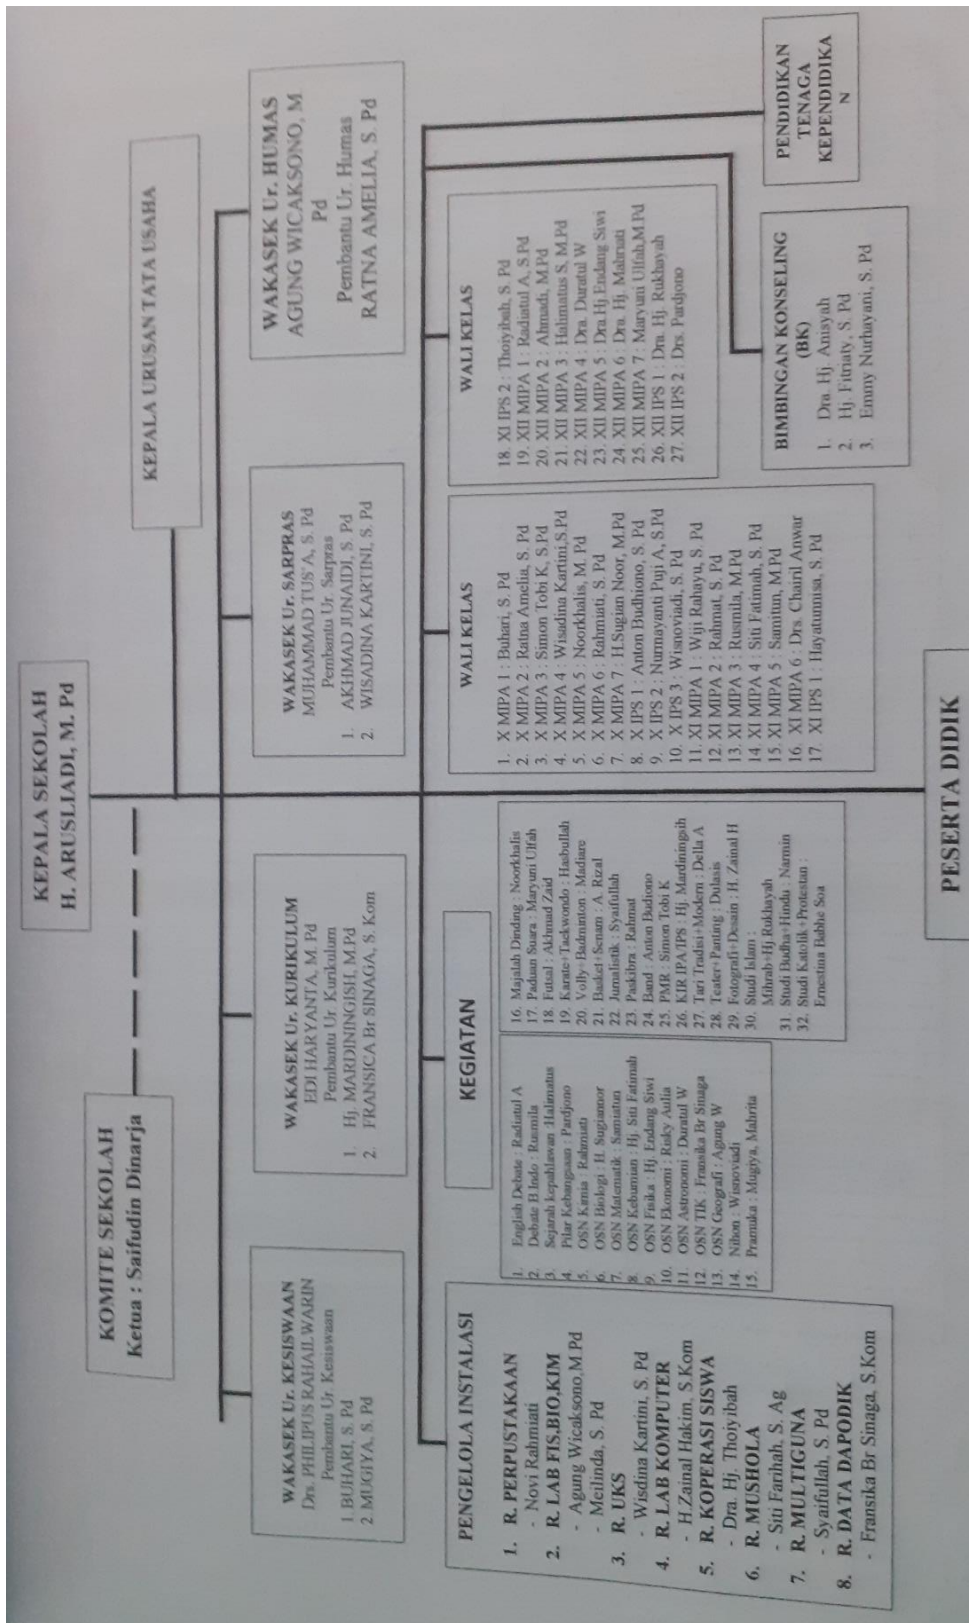 KEPALA SEKOLAH
H. ARUSLIADI, M. Pd
KOMITE SEKOLAH
Ketua : Saifudin Dinarja
KEPALA URUSAN TATA USAHA
WAKASEK Ur. KESISWAAN
Drs. PHILIPUS RAHAILWARIN
Pembantu Ur. Kesiswaan
1.BUHARI, S. Pd
2 MUGIYA, S. Pd
WAKASEK Ur. KURIKULUM
EDI HARYANTA, M. Pd
Pembantu Ur. Kurikulum
1. Hj. MARDININGISH, M.Pd
2. FRANSICA Br SINAGA, S. Kom
WAKASEK Ur. SARPRAS
MUHAMMAD TUS'A, S. Pd
Pembantu Ur. Sarpras
1. AKHMAD JUNAIDI, S. Pd
2. WISADINA KARTINI, S. Pd
WAKASEK Ur. HUMAS
AGUNG WICAKSONO, M
Pd
Pembantu Ur. Humas
RATNA AMELIA, S. Pd
PENGELOLA INSTALASI
1. R. PERPUSTAKAAN
- Novi Rahmiati
2. R. LAB FIS,BIO,KIM
- Agung Wicaksono,M.Pd
- Meilinda, S. Pd
3. R. UKS
- Wisdina Kartini, S. Pd
4. R. LAB KOMPUTER
- H.Zainal Hakim, S.Kom
5. R. KOPERASI SISWA
- Dra. Hj. Thoiyibah
6. R. MUSHOLA
- Siti Farihah, S. Ag
7. R. MULTIGUNA
- Syaifullah, S. Pd
8. R. DATA DAPODIK
- Fransika Br Sinaga, S.Kom
KEGIATAN
1. English Debate : Radiatul A
2. Debate B.Indo : Rusmila
3. Sejarah kepahlawan :Halimatus
4. Pilar Kebangsaan : Pardjono
5. OSN Kimia : Rahmiati
6. OSN Biologi : H. Sugiannor
7. OSN Matematik : Samiatun
8. OSN Kebumian : Hj. Siti Fatimah
9. OSN Fisika : Hj. Endang Siwi
10. OSN Ekonomi : Risky Aulia
11. OSN Astronomi : Duratul W
12. OSN TIK : Fransika Br Sinaga
13. OSN Geografi : Agung W
14. Nihon : Wisnoviadi
15. Pramuka : Mugiya, Mahrita
16. Majalah Dinding : Noorkhalis
17. Paduan Suara : Maryuni Ulfah
18. Futsal : Akhmad Zaid
19. Karate+Taekwondo : Hasbullah
20. Volly+Badminton : Madiare
21. Basket+Senam : A. Rizal
22. Jurnalistik : Syaifullah
23. Paskibra : Rahmat
24. Band : Anton Budiono
25. PMR : Simon Tobi K
26. KIR IPA/IPS : Hj. Mardiningsih
27. Tari Tradisi+Modern : Della A
28. Teater+Panting : Dulasis
29. Fotografi+Desain : H. Zainal H
30. Studi Islam :
Mihrab+Hj Rukhayah
31. Studi Budha+Hindu : Narmin
32. Studi Katolik+Protestan :
Ernestina Babhe Soa
WALI KELAS
1. X MIPA 1 : Buhari, S. Pd
2. X MIPA 2 : Ratna Amelia, S. Pd
3. X MIPA 3 : Simon Tobi K, S.Pd
4. X MIPA 4 : Wisadina Kartini,S.Pd
5. X MIPA 5 : Noorkhalis, M. Pd
6. X MIPA 6 : Rahmiati, S. Pd
7. X MIPA 7 : H.Sugian Noor, M.Pd
8. X IPS 1 : Anton Budhiono, S. Pd
9. X IPS 2 : Nurmayanti Puji A, S.Pd
10. X IPS 3 : Wisnoviadi, S. Pd
11. XI MIPA 1 : Wiji Rahayu, S. Pd
12. XI MIPA 2 : Rahmat, S. Pd
13. XI MIPA 3 : Rusmila, M.Pd
14. XI MIPA 4 : Siti Fatimah, S. Pd
15. XI MIPA 5 : Samitun, M.Pd
16. XI MIPA 6 : Drs. Chairil Anwar
17. XI IPS 1 : Hayatunnisa, S. Pd
WALI KELAS
18. XI IPS 2 : Thoiyibah, S. Pd
19. XII MIPA 1 : Radiatul A, S.Pd
20. XII MIPA 2 : Ahmadi, M.Pd
21. XII MIPA 3 : Halimatus S, M.Pd
22. XII MIPA 4 : Dra. Duratul W
23 XII MIPA 5 : Dra.Hj Endang Siwi
24. XII MIPA 6 : Dra. Hj. Mahriati
25. XII MIPA 7 : Maryuni Ulfah,M.Pd
26. XII IPS 1 : Dra. Hj. Rukhayah
27. XII IPS 2 : Drs. Pardjono
BIMBINGAN KONSELING
(BK)
1. Dra. Hj. Anisyah
2. Hj. Fitriaty, S. Pd
3. Emmy Nurhayani, S. Pd
PENDIDIKAN
TENAGA
KEPENDIDIKA
N
PESERTA DIDIK